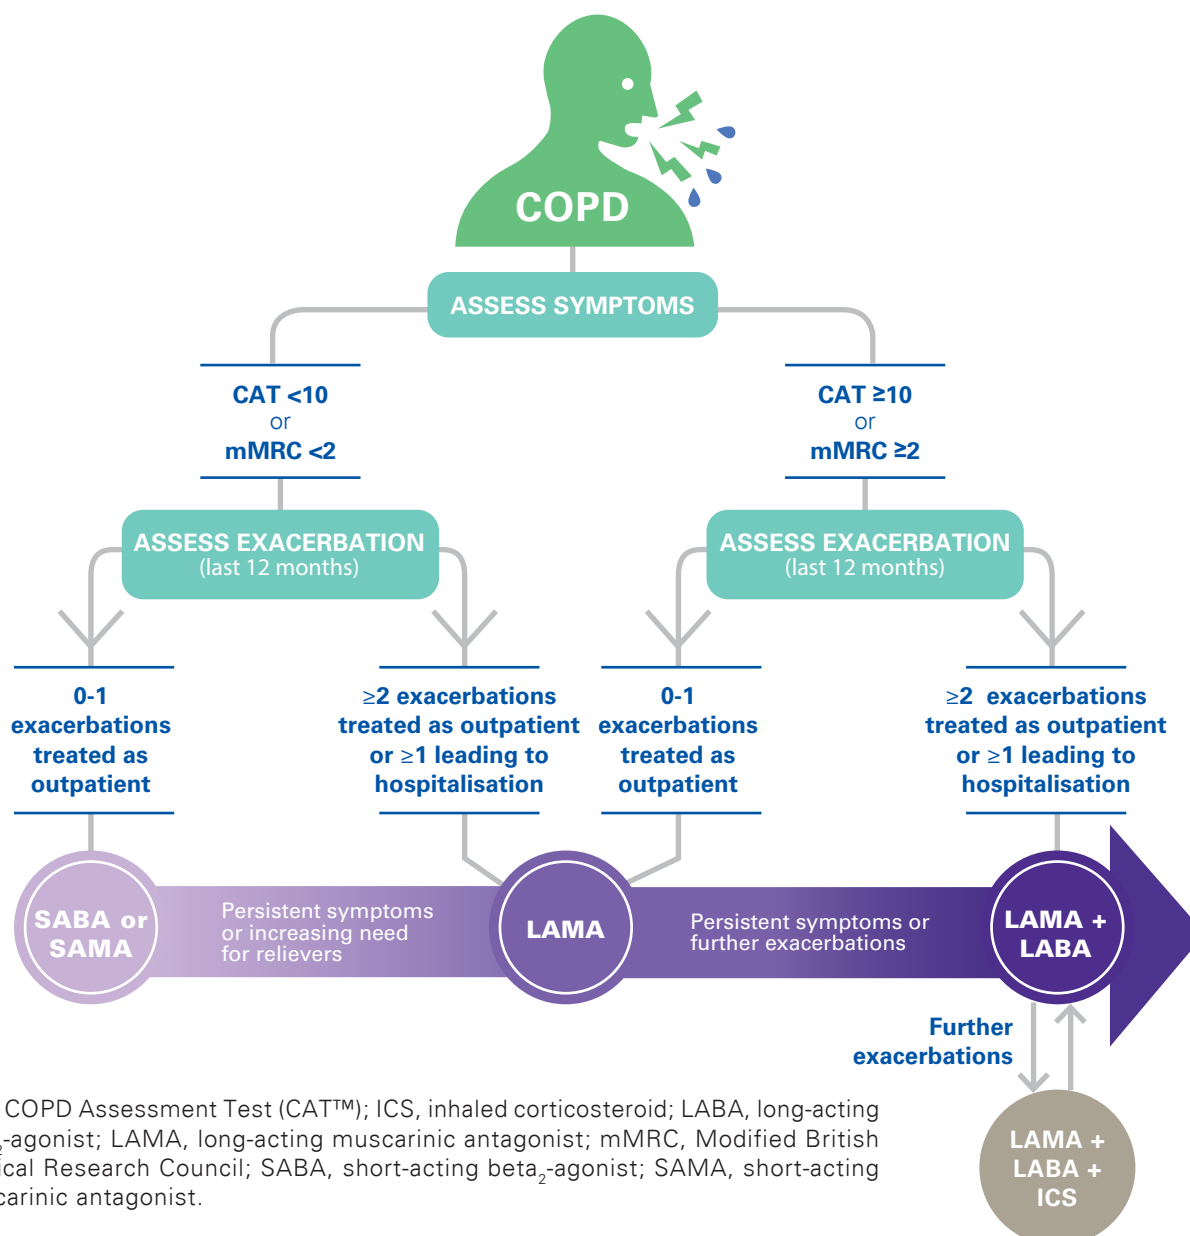 COPD
ASSESS SYMPTOMS
CAT <10
or
mMRC <2
CAT ≥10
or
mMRC ≥2
ASSESS EXACERBATION
(last 12 months)
ASSESS EXACERBATION
(last 12 months)
0-1
exacerbations
treated as
outpatient
≥2 exacerbations
treated as outpatient
or ≥1 leading to
hospitalisation
0-1
exacerbations
treated as
outpatient
≥2 exacerbations
treated as outpatient
or ≥1 leading to
hospitalisation
SABA or
SAMA
Persistent symptoms
or increasing need
for relievers
LAMA
Persistent symptoms or
further exacerbations
LAMA +
LABA
Further
exacerbations
LAMA +
LABA +
ICS
COPD Assessment Test (CAT™); ICS, inhaled corticosteroid; LABA, long-acting
₂-agonist; LAMA, long-acting muscarinic antagonist; mMRC, Modified British
ical Research Council; SABA, short-acting beta₂-agonist; SAMA, short-acting
carinic antagonist.